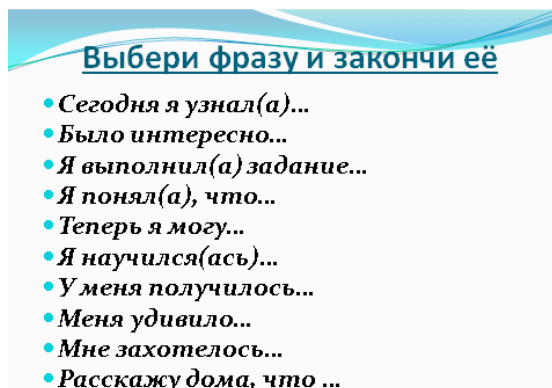 Выбери фразу и закончи её
Сегодня я узнал(а)...
Было интересно...
Я выполнил(а) задание...
Я понял(а), что...
Теперь я могу...
Я научился(ась)...
У меня получилось...
Меня удивило...
Мне захотелось...
Расскажу дома, что ...